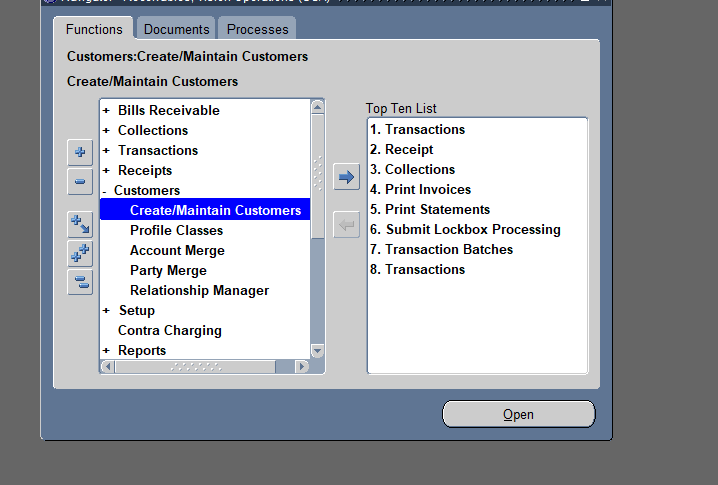 Functions Documents Processes
Customers:Create/Maintain Customers
Create/Maintain Customers
+ Bills Receivable
+ Collections
+ Transactions
+ Receipts
- Customers
Create/Maintain Customers
Profile Classes
Account Merge
Party Merge
Relationship Manager
+ Setup
Contra Charging
+ Reports
Top Ten List
1. Transactions
2. Receipt
3. Collections
4. Print Invoices
5. Print Statements
6. Submit Lockbox Processing
7. Transaction Batches
8. Transactions
Open